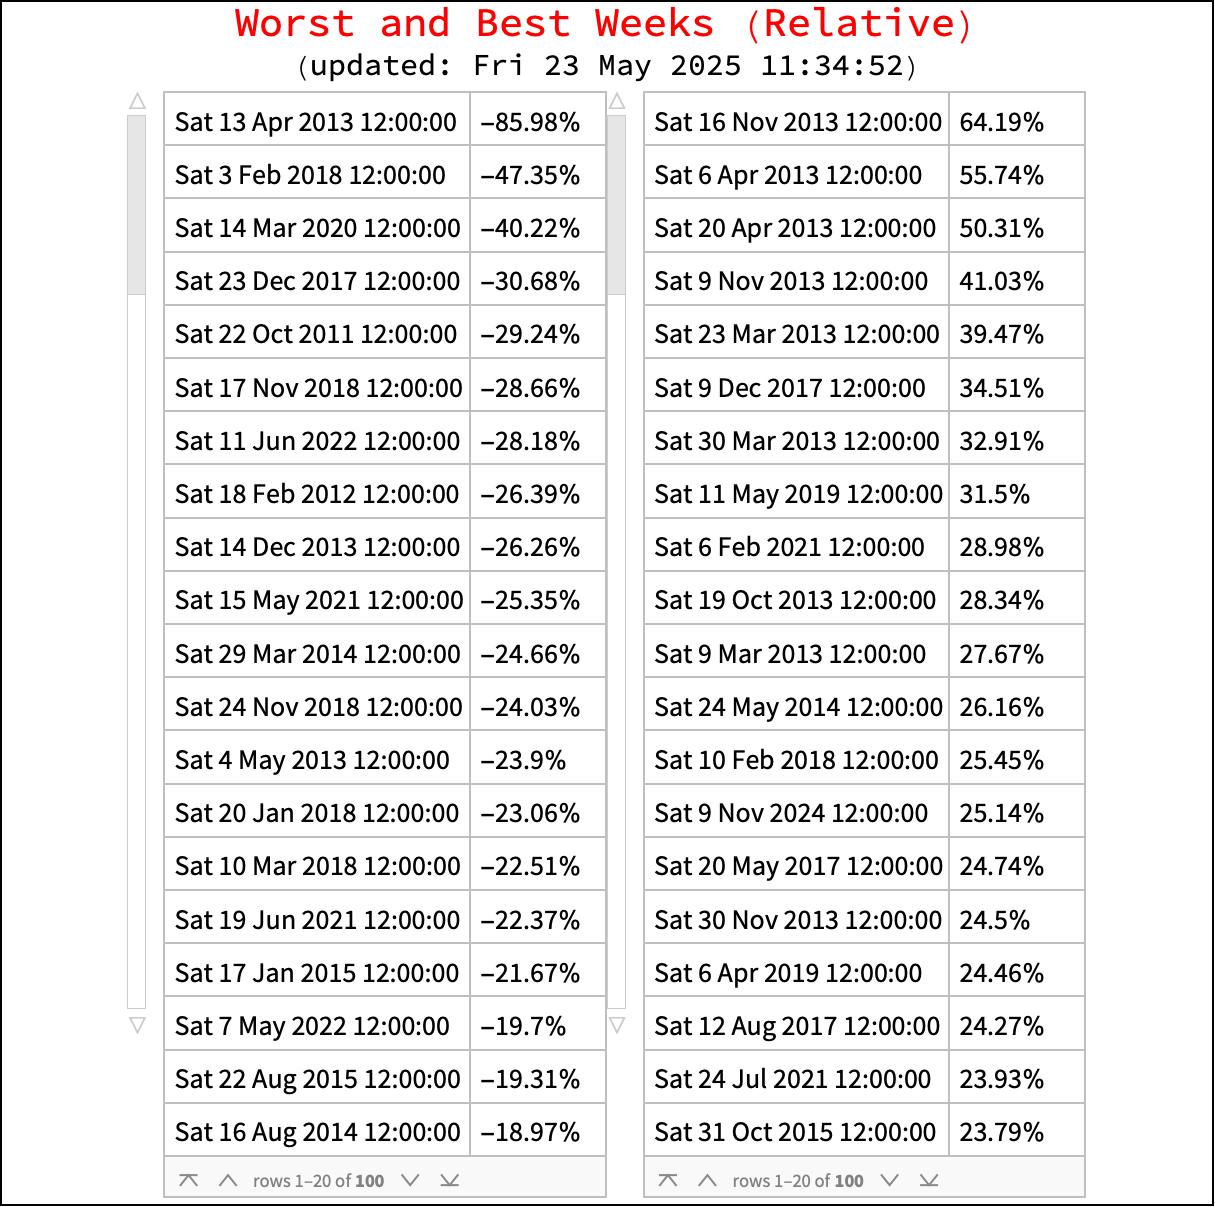 Worst and Best Weeks (Relative)
(updated: Fri 23 May 2025 11:34:52)
Sat 13 Apr 2013 12:00:00 –85.98%
Sat 3 Feb 2018 12:00:00 –47.35%
Sat 14 Mar 2020 12:00:00 –40.22%
Sat 23 Dec 2017 12:00:00 –30.68%
Sat 22 Oct 2011 12:00:00 –29.24%
Sat 17 Nov 2018 12:00:00 –28.66%
Sat 11 Jun 2022 12:00:00 –28.18%
Sat 18 Feb 2012 12:00:00 –26.39%
Sat 14 Dec 2013 12:00:00 –26.26%
Sat 15 May 2021 12:00:00 –25.35%
Sat 29 Mar 2014 12:00:00 –24.66%
Sat 24 Nov 2018 12:00:00 –24.03%
Sat 4 May 2013 12:00:00 –23.9%
Sat 20 Jan 2018 12:00:00 –23.06%
Sat 10 Mar 2018 12:00:00 –22.51%
Sat 19 Jun 2021 12:00:00 –22.37%
Sat 17 Jan 2015 12:00:00 –21.67%
Sat 7 May 2022 12:00:00 –19.7%
Sat 22 Aug 2015 12:00:00 –19.31%
Sat 16 Aug 2014 12:00:00 –18.97%
rows 1–20 of 100
Sat 16 Nov 2013 12:00:00 64.19%
Sat 6 Apr 2013 12:00:00 55.74%
Sat 20 Apr 2013 12:00:00 50.31%
Sat 9 Nov 2013 12:00:00 41.03%
Sat 23 Mar 2013 12:00:00 39.47%
Sat 9 Dec 2017 12:00:00 34.51%
Sat 30 Mar 2013 12:00:00 32.91%
Sat 11 May 2019 12:00:00 31.5%
Sat 6 Feb 2021 12:00:00 28.98%
Sat 19 Oct 2013 12:00:00 28.34%
Sat 9 Mar 2013 12:00:00 27.67%
Sat 24 May 2014 12:00:00 26.16%
Sat 10 Feb 2018 12:00:00 25.45%
Sat 9 Nov 2024 12:00:00 25.14%
Sat 20 May 2017 12:00:00 24.74%
Sat 30 Nov 2013 12:00:00 24.5%
Sat 6 Apr 2019 12:00:00 24.46%
Sat 12 Aug 2017 12:00:00 24.27%
Sat 24 Jul 2021 12:00:00 23.93%
Sat 31 Oct 2015 12:00:00 23.79%
rows 1–20 of 100